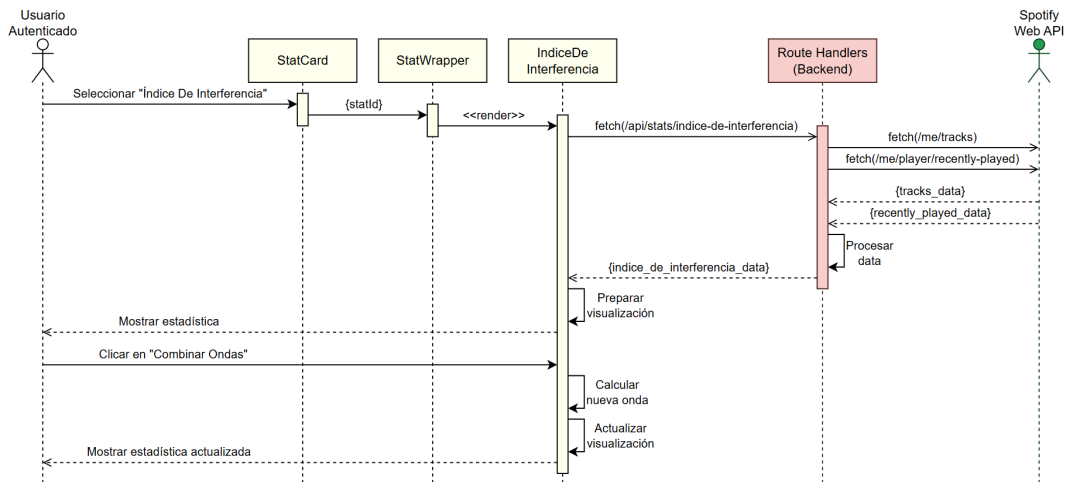 Usuario
Autenticado
StatCard
StatWrapper
IndiceDe
Interferencia
Route Handlers
(Backend)
Spotify
Web API
Seleccionar "Índice De Interferencia"
{statId}
<<render>>
fetch(/api/stats/indice-de-interferencia)
fetch(/me/tracks)
fetch(/me/player/recently-played)
{tracks_data}
{recently_played_data}
Procesar
data
{indice_de_interferencia_data}
Preparar
visualización
Mostrar estadística
Clicar en "Combinar Ondas"
Calcular
nueva onda
Actualizar
visualización
Mostrar estadística actualizada